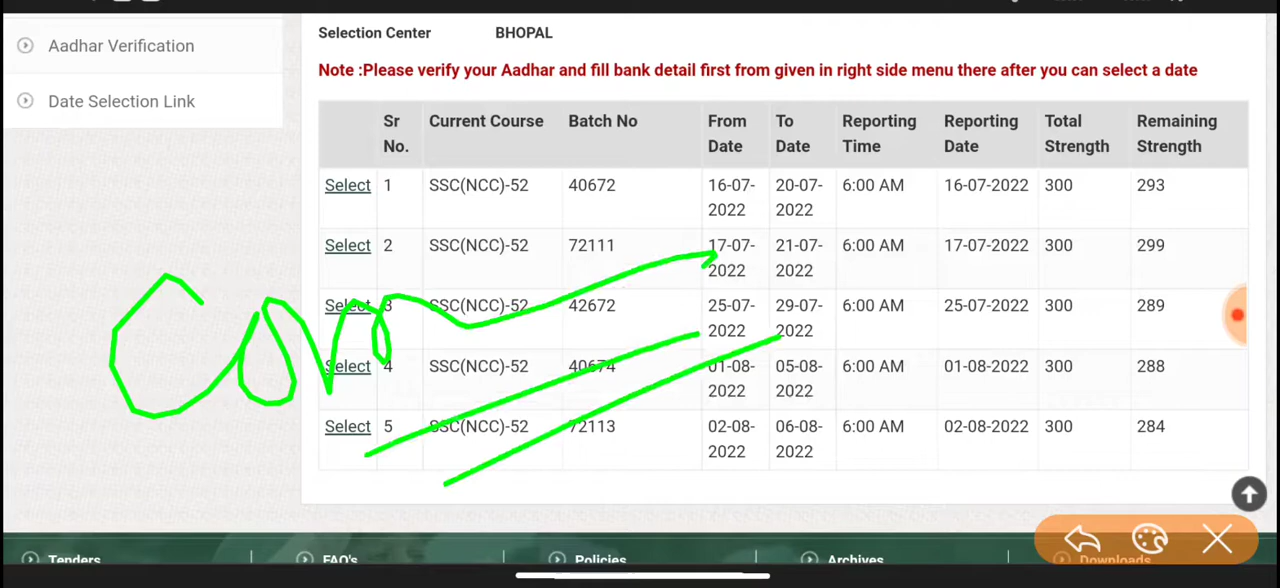 Aadhar Verification
Date Selection Link
Selection Center BHOPAL
Note :Please verify your Aadhar and fill bank detail first from given in right side menu there after you can select a date
Sr No. Current Course Batch No From Date To Date Reporting Time Reporting Date Total Strength Remaining Strength
Select 1 SSC(NCC)-52 40672 16-07-2022 20-07-2022 6:00 AM 16-07-2022 300 293
Select 2 SSC(NCC)-52 72111 17-07-2022 21-07-2022 6:00 AM 17-07-2022 300 299
Select 3 SSC(NCC)-52 42672 25-07-2022 29-07-2022 6:00 AM 25-07-2022 300 289
Select 4 SSC(NCC)-52 40674 01-08-2022 05-08-2022 6:00 AM 01-08-2022 300 288
Select 5 SSC(NCC)-52 72113 02-08-2022 06-08-2022 6:00 AM 02-08-2022 300 284
Tenders FAQ's Policies Archives Downloads